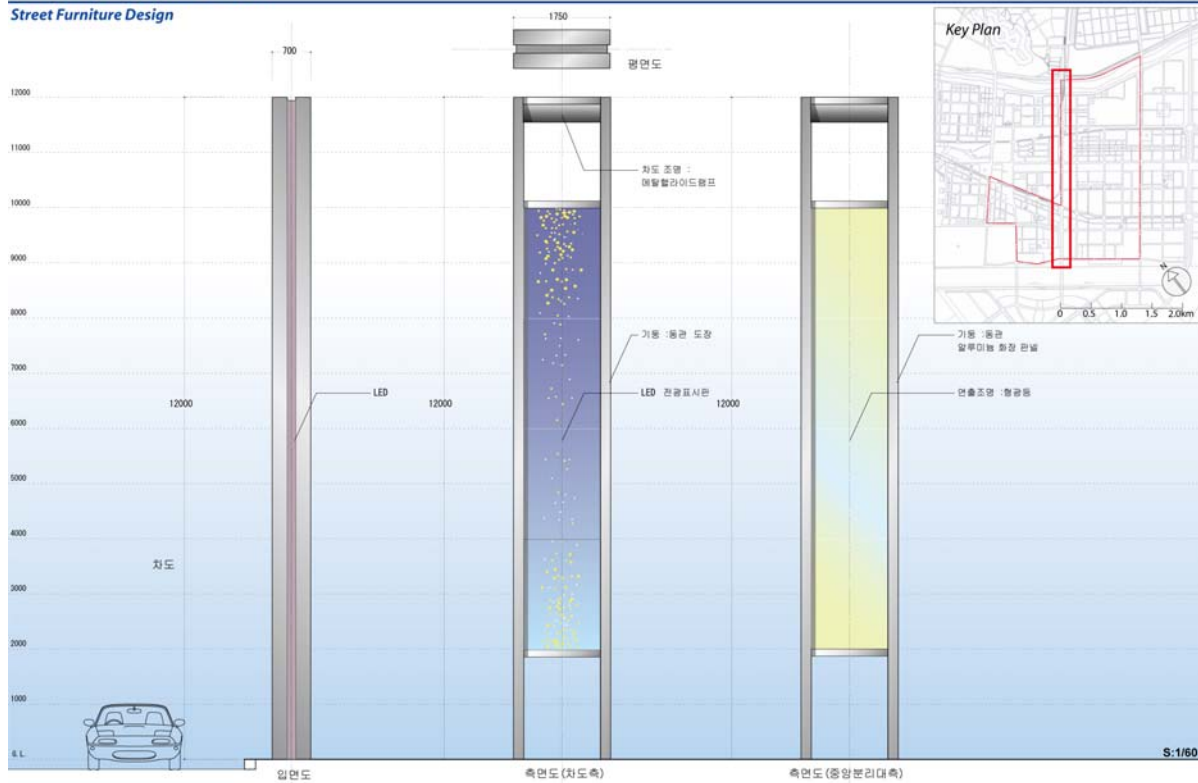 Street Furniture Design
1750
700
평면도
Key Plan
N
0 0.5 1.0 1.5 2.0km
12000
11000
10000
9000
8000
7000
6000
5000
4000
3000
2000
1000
G.L.
12000
12000
12000
차도 조명 :
메탈할라이드램프
기둥 :동관 도장
LED 전광표시판
LED
기둥 :동관
알루미늄 화장 판넬
연출조명 :형광등
차도
입면도
측면도(차도측)
측면도(중앙분리대측)
S:1/60